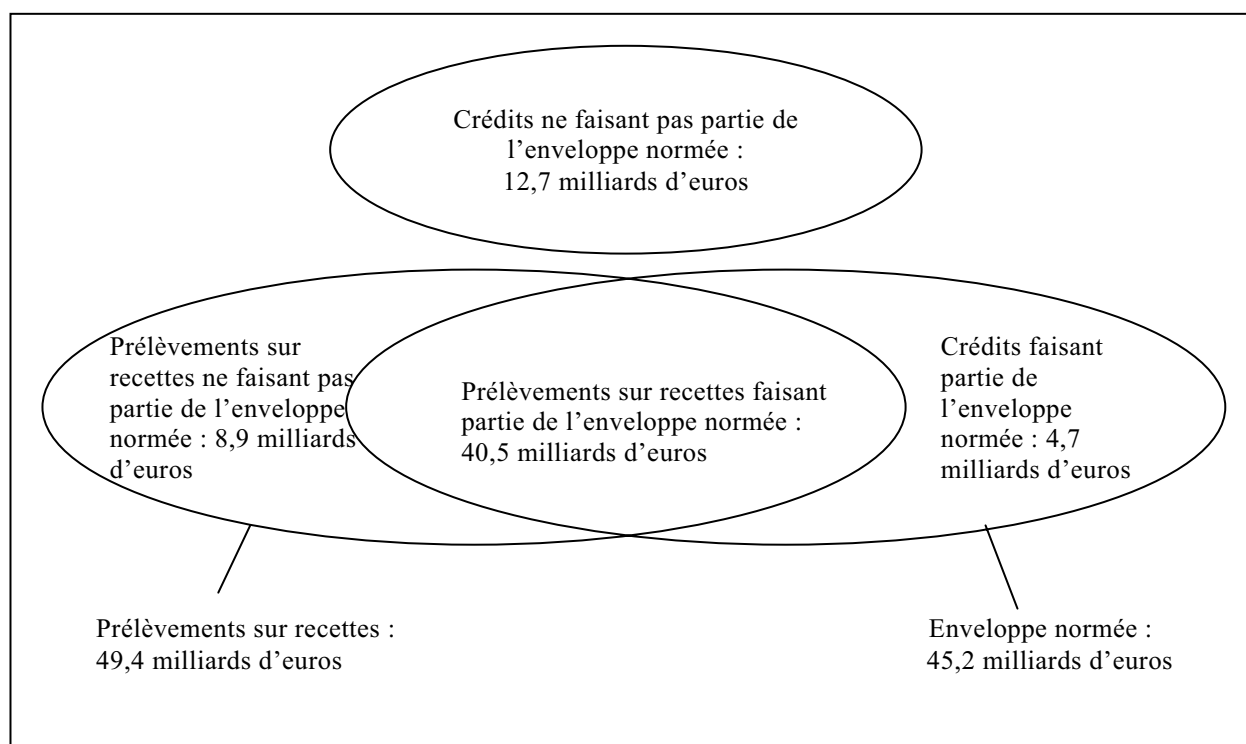 Crédits ne faisant pas partie de
l’enveloppe normée :
12,7 milliards d’euros
Prélèvements sur
recettes ne faisant pas
partie de l’enveloppe
normée : 8,9 milliards
d’euros
Prélèvements sur recettes faisant
partie de l’enveloppe normée :
40,5 milliards d’euros
Crédits faisant
partie de
l’enveloppe
normée : 4,7
milliards d’euros
Prélèvements sur recettes :
49,4 milliards d’euros
Enveloppe normée :
45,2 milliards d’euros